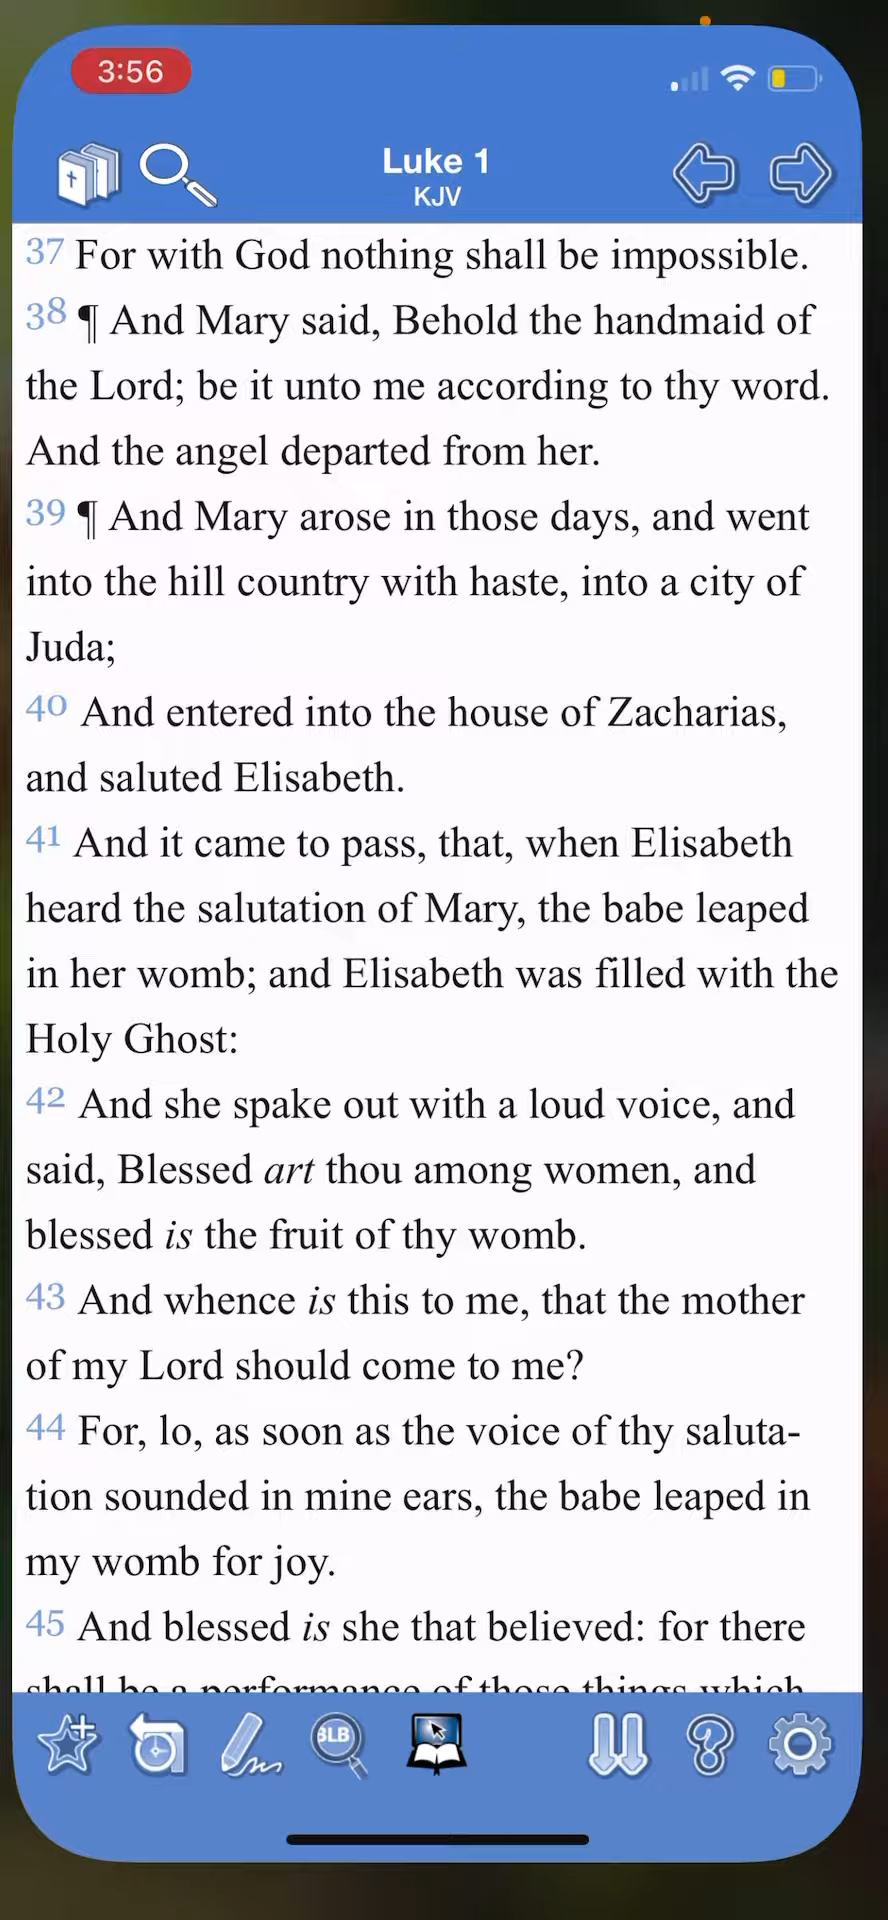 3:56
Luke 1
KJV
37 For with God nothing shall be impossible.
38 ¶ And Mary said, Behold the handmaid of
the Lord; be it unto me according to thy word.
And the angel departed from her.
39 ¶ And Mary arose in those days, and went
into the hill country with haste, into a city of
Juda;
40 And entered into the house of Zacharias,
and saluted Elisabeth.
41 And it came to pass, that, when Elisabeth
heard the salutation of Mary, the babe leaped
in her womb; and Elisabeth was filled with the
Holy Ghost:
42 And she spake out with a loud voice, and
said, Blessed art thou among women, and
blessed is the fruit of thy womb.
43 And whence is this to me, that the mother
of my Lord should come to me?
44 For, lo, as soon as the voice of thy saluta-
tion sounded in mine ears, the babe leaped in
my womb for joy.
45 And blessed is she that believed: for there
shall be a performance of those things which
BLB